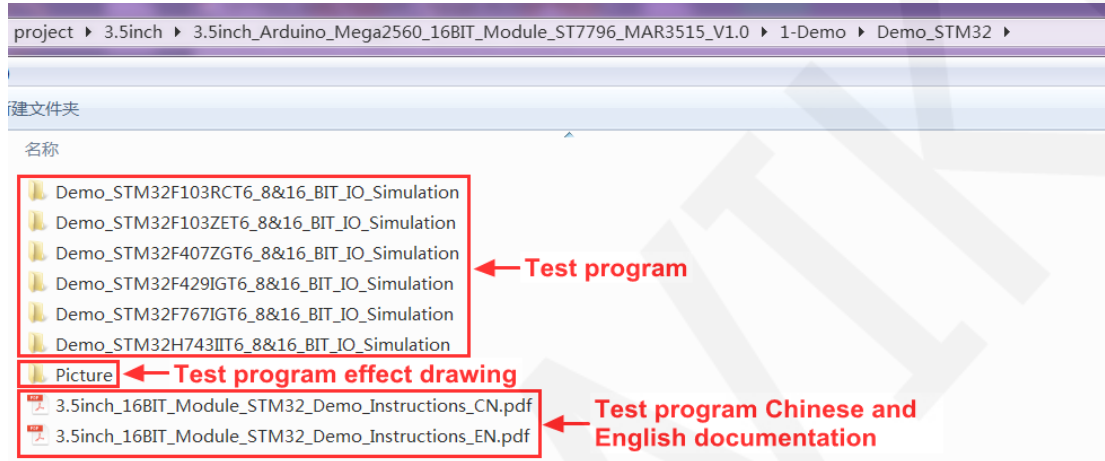 project ▸ 3.5inch ▸ 3.5inch_Arduino_Mega2560_16BIT_Module_ST7796_MAR3515_V1.0 ▸ 1-Demo ▸ Demo_STM32 ▸
建文件夹
名称
Demo_STM32F103RCT6_8&16_BIT_IO_Simulation
Demo_STM32F103ZET6_8&16_BIT_IO_Simulation
Demo_STM32F407ZGT6_8&16_BIT_IO_Simulation
Demo_STM32F429IGT6_8&16_BIT_IO_Simulation
Demo_STM32F767IGT6_8&16_BIT_IO_Simulation
Demo_STM32H743IIT6_8&16_BIT_IO_Simulation
Test program
Picture
Test program effect drawing
3.5inch_16BIT_Module_STM32_Demo_Instructions_CN.pdf
3.5inch_16BIT_Module_STM32_Demo_Instructions_EN.pdf
Test program Chinese and
English documentation